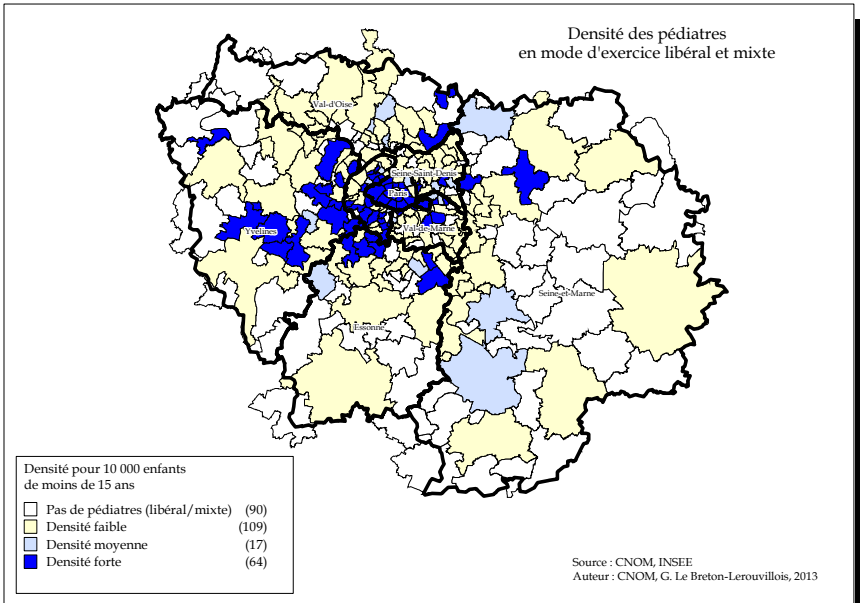 Densité des pédiatres
en mode d'exercice libéral et mixte
Val-d'Oise
Seine-Saint-Denis
Paris
Yvelines
Val-de-Marne
Seine-et-Marne
Essonne
Densité pour 10 000 enfants
de moins de 15 ans
Pas de pédiatres (libéral/mixte) (90)
Densité faible (109)
Densité moyenne (17)
Densité forte (64)
Source : CNOM, INSEE
Auteur : CNOM, G. Le Breton-Lerouvillois, 2013